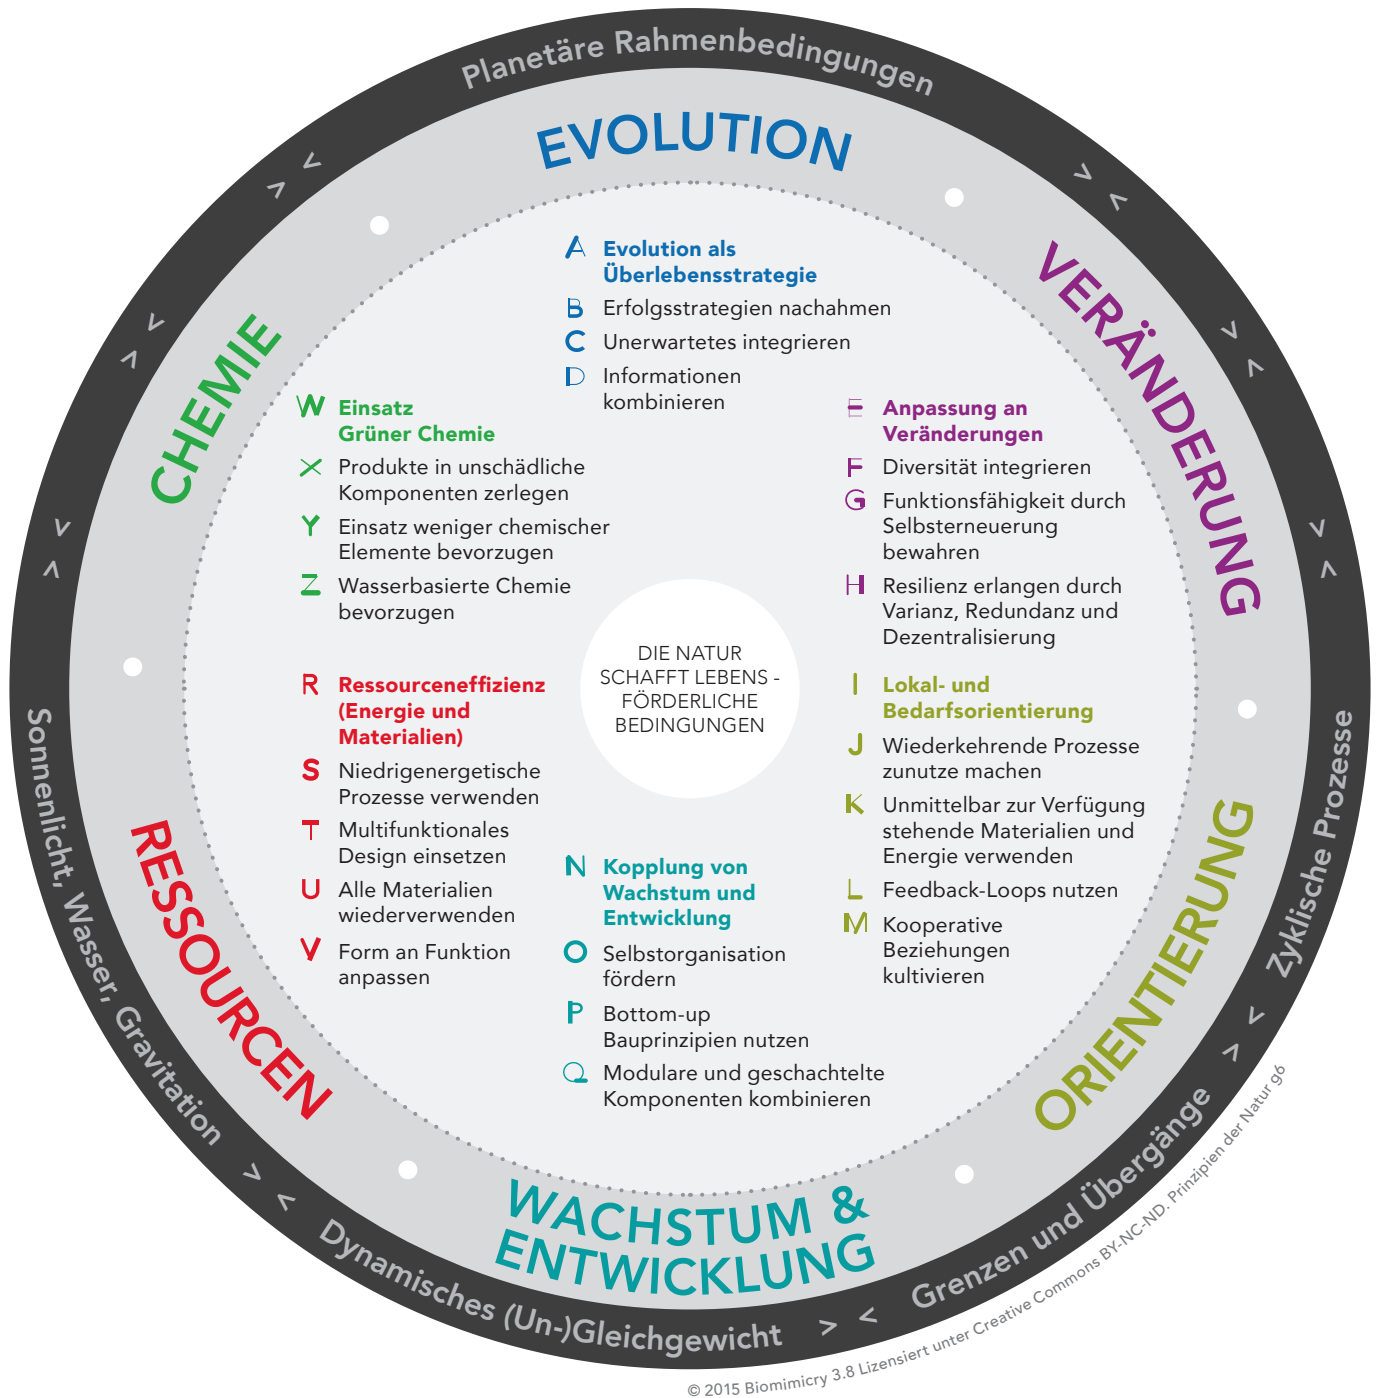 Planetäre Rahmenbedingungen
EVOLUTION
A Evolution als
Überlebensstrategie
B Erfolgsstrategien nachahmen
C Unerwartetes integrieren
D Informationen
kombinieren
VERÄNDERUNG
E Anpassung an
Veränderungen
F Diversität integrieren
G Funktionsfähigkeit durch
Selbsterneuerung
bewahren
H Resilienz erlangen durch
Varianz, Redundanz und
Dezentralisierung
ORIENTIERUNG
I Lokal- und
Bedarfsorientierung
J Wiederkehrende Prozesse
zunutze machen
K Unmittelbar zur Verfügung
stehende Materialien und
Energie verwenden
L Feedback-Loops nutzen
M Kooperative
Beziehungen
kultivieren
WACHSTUM &
ENTWICKLUNG
N Kopplung von
Wachstum und
Entwicklung
O Selbstorganisation
fördern
P Bottom-up
Bauprinzipien nutzen
Q Modulare und geschachtelte
Komponenten kombinieren
RESSOURCEN
R Ressourceneffizienz
(Energie und
Materialien)
S Niedrigenergetische
Prozesse verwenden
T Multifunktionales
Design einsetzen
U Alle Materialien
wiederverwenden
V Form an Funktion
anpassen
CHEMIE
W Einsatz
Grüner Chemie
X Produkte in unschädliche
Komponenten zerlegen
Y Einsatz weniger chemischer
Elemente bevorzugen
Z Wasserbasierte Chemie
bevorzugen
DIE NATUR
SCHAFFT LEBENS -
FÖRDERLICHE
BEDINGUNGEN
Zyklische Prozesse
Grenzen und Übergänge
Dynamisches (Un-)Gleichgewicht
Sonnenlicht, Wasser, Gravitation
© 2015 Biomimicry 3.8 Lizensiert unter Creative Commons BY-NC-ND. Prinzipien der Natur g6